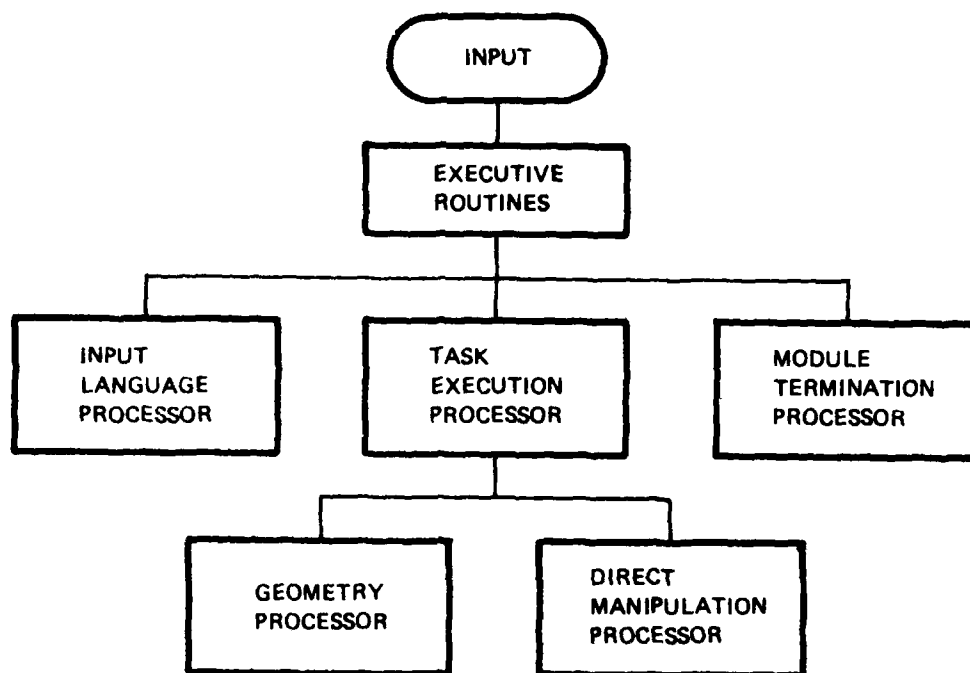 INPUT
EXECUTIVE
ROUTINES
INPUT
LANGUAGE
PROCESSOR
TASK
EXECUTION
PROCESSOR
MODULE
TERMINATION
PROCESSOR
GEOMETRY
PROCESSOR
DIRECT
MANIPULATION
PROCESSOR